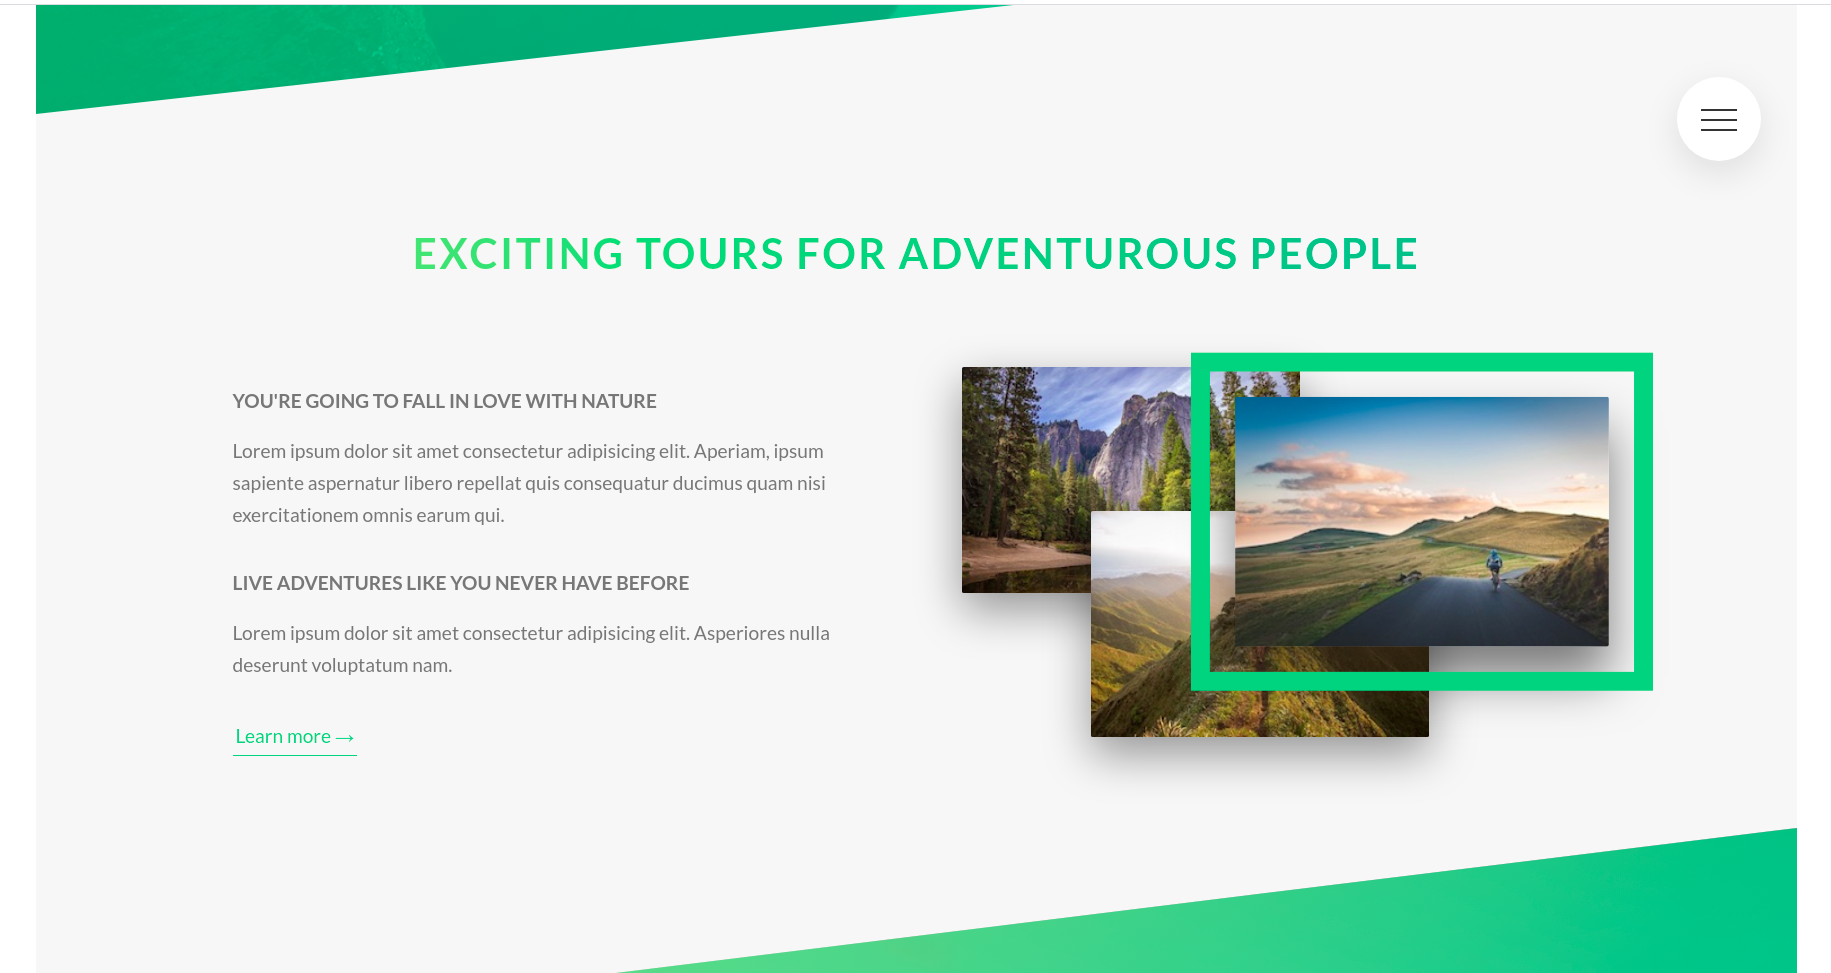 EXCITING TOURS FOR ADVENTUROUS PEOPLE
YOU'RE GOING TO FALL IN LOVE WITH NATURE
Lorem ipsum dolor sit amet consectetur adipisicing elit. Aperiam, ipsum
sapiente aspernatur libero repellat quis consequatur ducimus quam nisi
exercitationem omnis earum qui.
LIVE ADVENTURES LIKE YOU NEVER HAVE BEFORE
Lorem ipsum dolor sit amet consectetur adipisicing elit. Asperiores nulla
deserunt voluptatum nam.
Learn more →